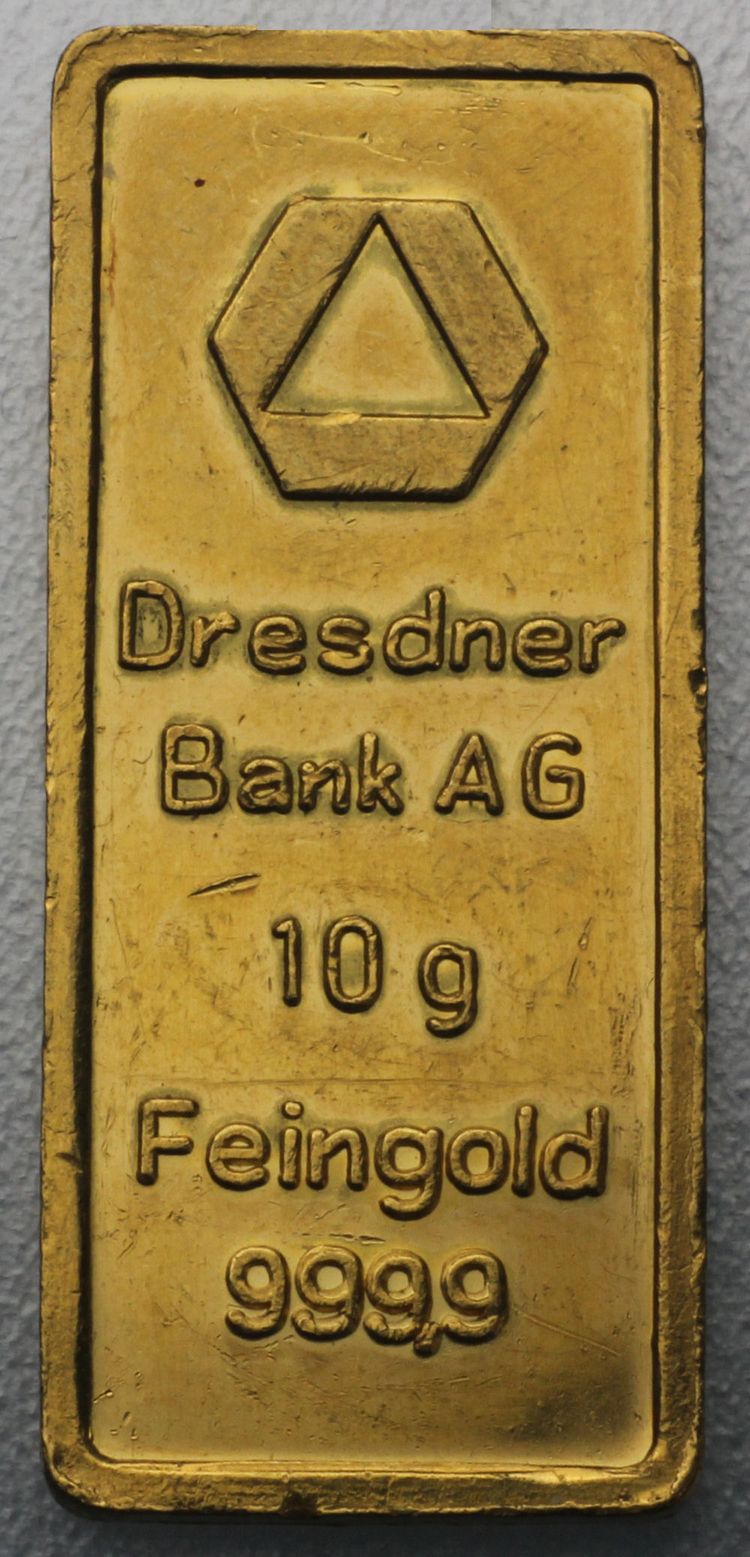 Dresdner
Bank AG
10 g
Feingold
999,9